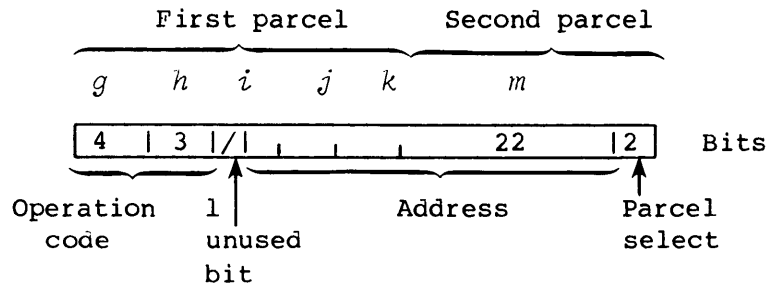 First parcel Second parcel
g h i j k m
4 | 3 |/| 22 |2 Bits
Operation 1 Address Parcel
code unused select
bit